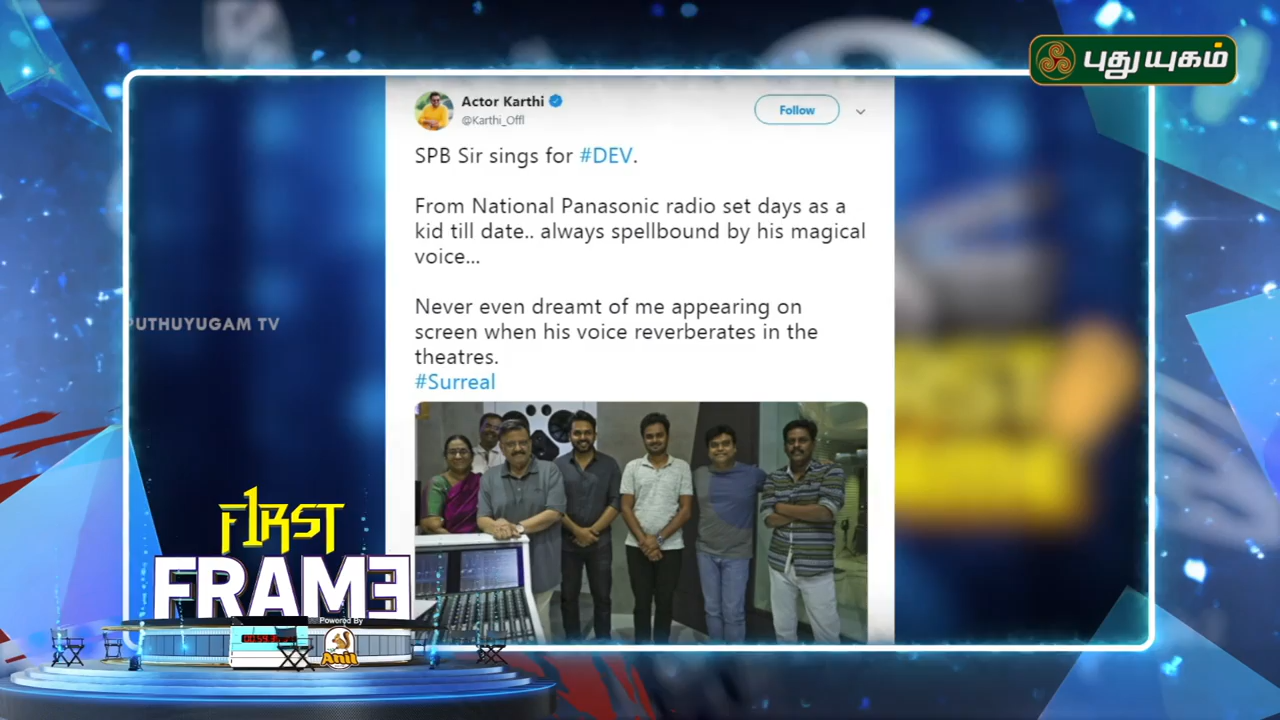 புதுயுகம்
Actor Karthi
@Karthi_Offl
Follow
SPB Sir sings for #DEV.
From National Panasonic radio set days as a
kid till date.. always spellbound by his magical
voice...
Never even dreamt of me appearing on
screen when his voice reverberates in the
theatres.
#Surreal
PUTHUYUGAM TV
F1RST
FRAME
Powered By
Anil